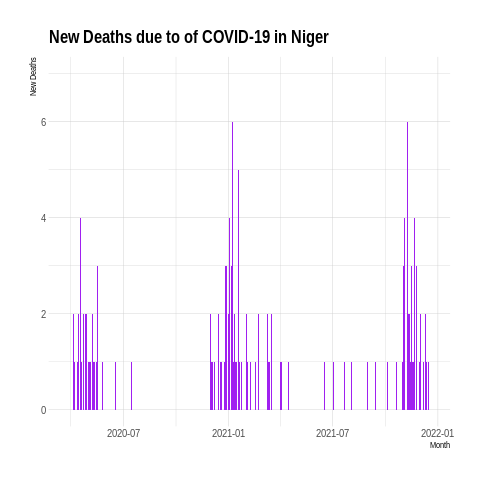 New Deaths due to of COVID-19 in Niger
New Deaths
6
4
2
0
2020-07 2021-01 2021-07 2022-01
Month